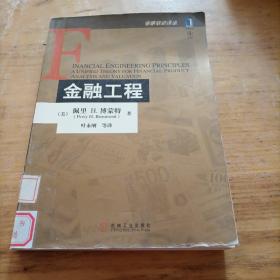 FINANCIAL ENGINEERING PRINCIPLES
A UNIFIED THEORY FOR FINANCIAL PRODUCT
ANALYSIS AND VALUATION
金融工程
(美) 佩里 H. 博蒙特 著
(Perry H. Beaumont)
叶永刚 等译
机械工业出版社